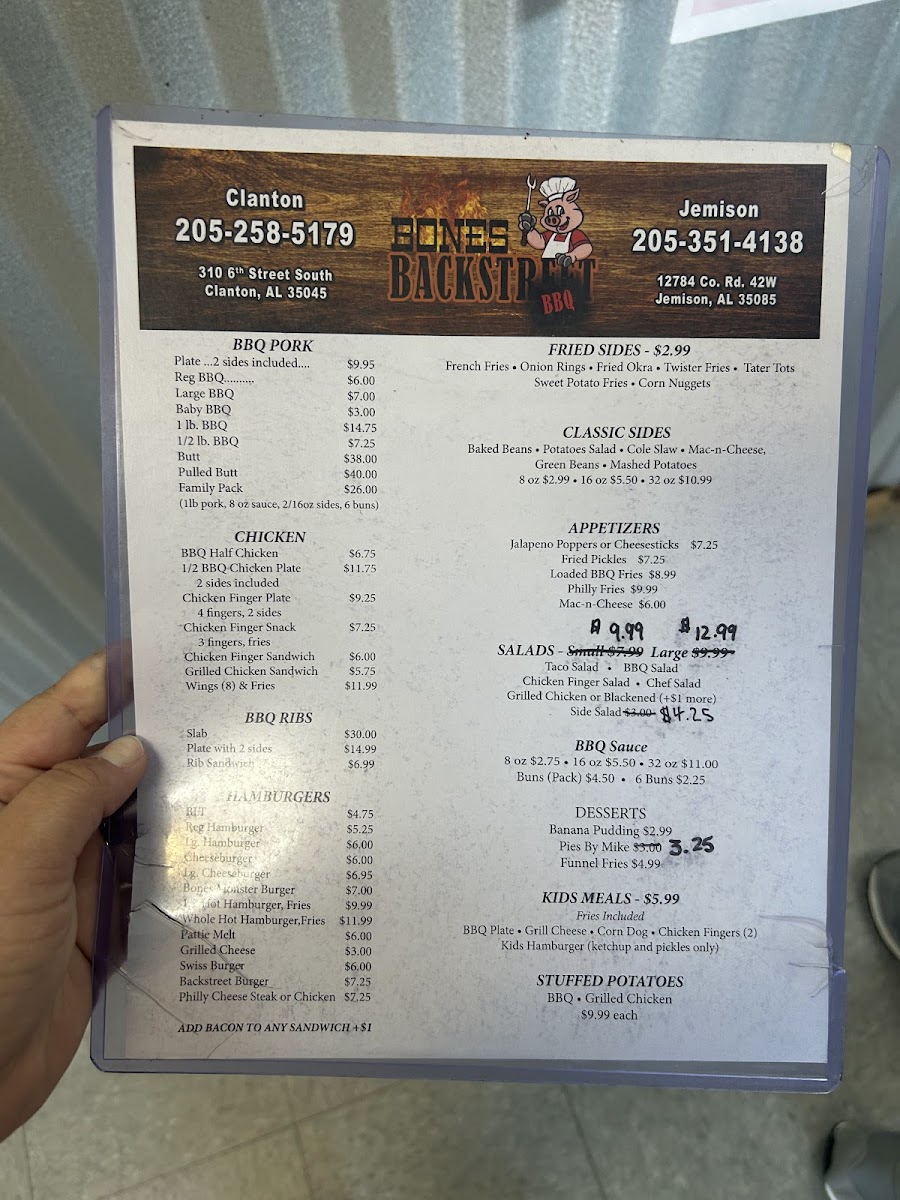 Clanton
205-258-5179
310 6th Street South
Clanton, AL 35045
BONES
BACKSTREET
BBQ
Jemison
205-351-4138
12784 Co. Rd. 42W
Jemison, AL 35085
BBQ PORK
Plate ...2 sides included.... $9.95
Reg BBQ.......... $6.00
Large BBQ $7.00
Baby BBQ $3.00
1 lb. BBQ $14.75
1/2 lb. BBQ $7.25
Butt $38.00
Pulled Butt $40.00
Family Pack $26.00
(1lb pork, 8 oz sauce, 2/16oz sides, 6 buns)
CHICKEN
BBQ Half Chicken $6.75
1/2 BBQ Chicken Plate $11.75
2 sides included
Chicken Finger Plate $9.25
4 fingers, 2 sides
Chicken Finger Snack $7.25
3 fingers, fries
Chicken Finger Sandwich $6.00
Grilled Chicken Sandwich $5.75
Wings (8) & Fries $11.99
BBQ RIBS
Slab $30.00
Plate with 2 sides $14.99
Rib Sandwich $6.99
HAMBURGERS
BLT $4.75
Reg Hamburger $5.25
Lg. Hamburger $6.00
Cheeseburger $6.00
Lg. Cheeseburger $6.95
Bones Monster Burger $7.00
Hot Hamburger, Fries $9.99
Whole Hot Hamburger,Fries $11.99
Pattie Melt $6.00
Grilled Cheese $3.00
Swiss Burger $6.00
Backstreet Burger $7.25
Philly Cheese Steak or Chicken $7.25
ADD BACON TO ANY SANDWICH +$1
FRIED SIDES - $2.99
French Fries • Onion Rings • Fried Okra • Twister Fries • Tater Tots
Sweet Potato Fries • Corn Nuggets
CLASSIC SIDES
Baked Beans • Potatoes Salad • Cole Slaw • Mac-n-Cheese,
Green Beans • Mashed Potatoes
8 oz $2.99 • 16 oz $5.50 • 32 oz $10.99
APPETIZERS
Jalapeno Poppers or Cheesesticks $7.25
Fried Pickles $7.25
Loaded BBQ Fries $8.99
Philly Fries $9.99
Mac-n-Cheese $6.00
$9.99 $12.99
SALADS - Small $7.99 Large $9.99
Taco Salad • BBQ Salad
Chicken Finger Salad • Chef Salad
Grilled Chicken or Blackened (+$1 more)
Side Salad $3.00 $4.25
BBQ Sauce
8 oz $2.75 • 16 oz $5.50 • 32 oz $11.00
Buns (Pack) $4.50 • 6 Buns $2.25
DESSERTS
Banana Pudding $2.99
Pies By Mike $3.00 3.25
Funnel Fries $4.99
KIDS MEALS - $5.99
Fries Included
BBQ Plate • Grill Cheese • Corn Dog • Chicken Fingers (2)
Kids Hamburger (ketchup and pickles only)
STUFFED POTATOES
BBQ • Grilled Chicken
$9.99 each